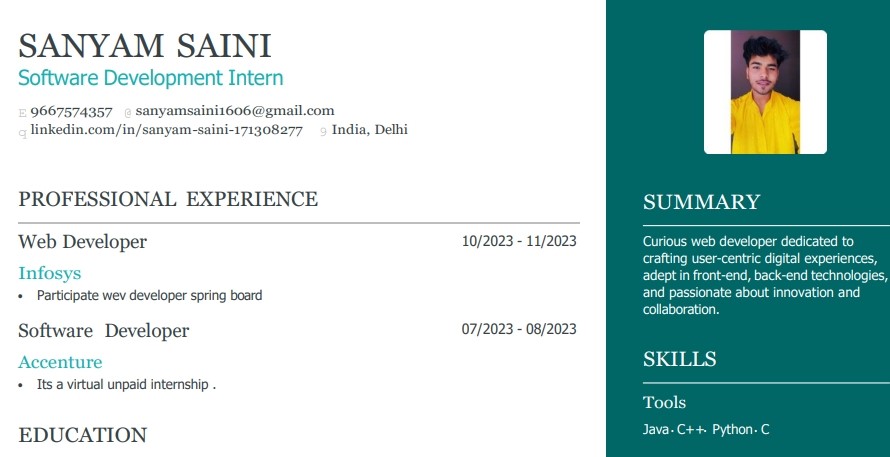 SANYAM SAINI
Software Development Intern
E 9667574357 @ sanyamsaini1606@gmail.com
q linkedin.com/in/sanyam-saini-171308277 9 India, Delhi
PROFESSIONAL EXPERIENCE
Web Developer 10/2023 - 11/2023
Infosys
• Participate wev developer spring board
Software Developer 07/2023 - 08/2023
Accenture
• Its a virtual unpaid internship .
EDUCATION
SUMMARY
Curious web developer dedicated to
crafting user-centric digital experiences,
adept in front-end, back-end technologies,
and passionate about innovation and
collaboration.
SKILLS
Tools
Java · C++ · Python · C